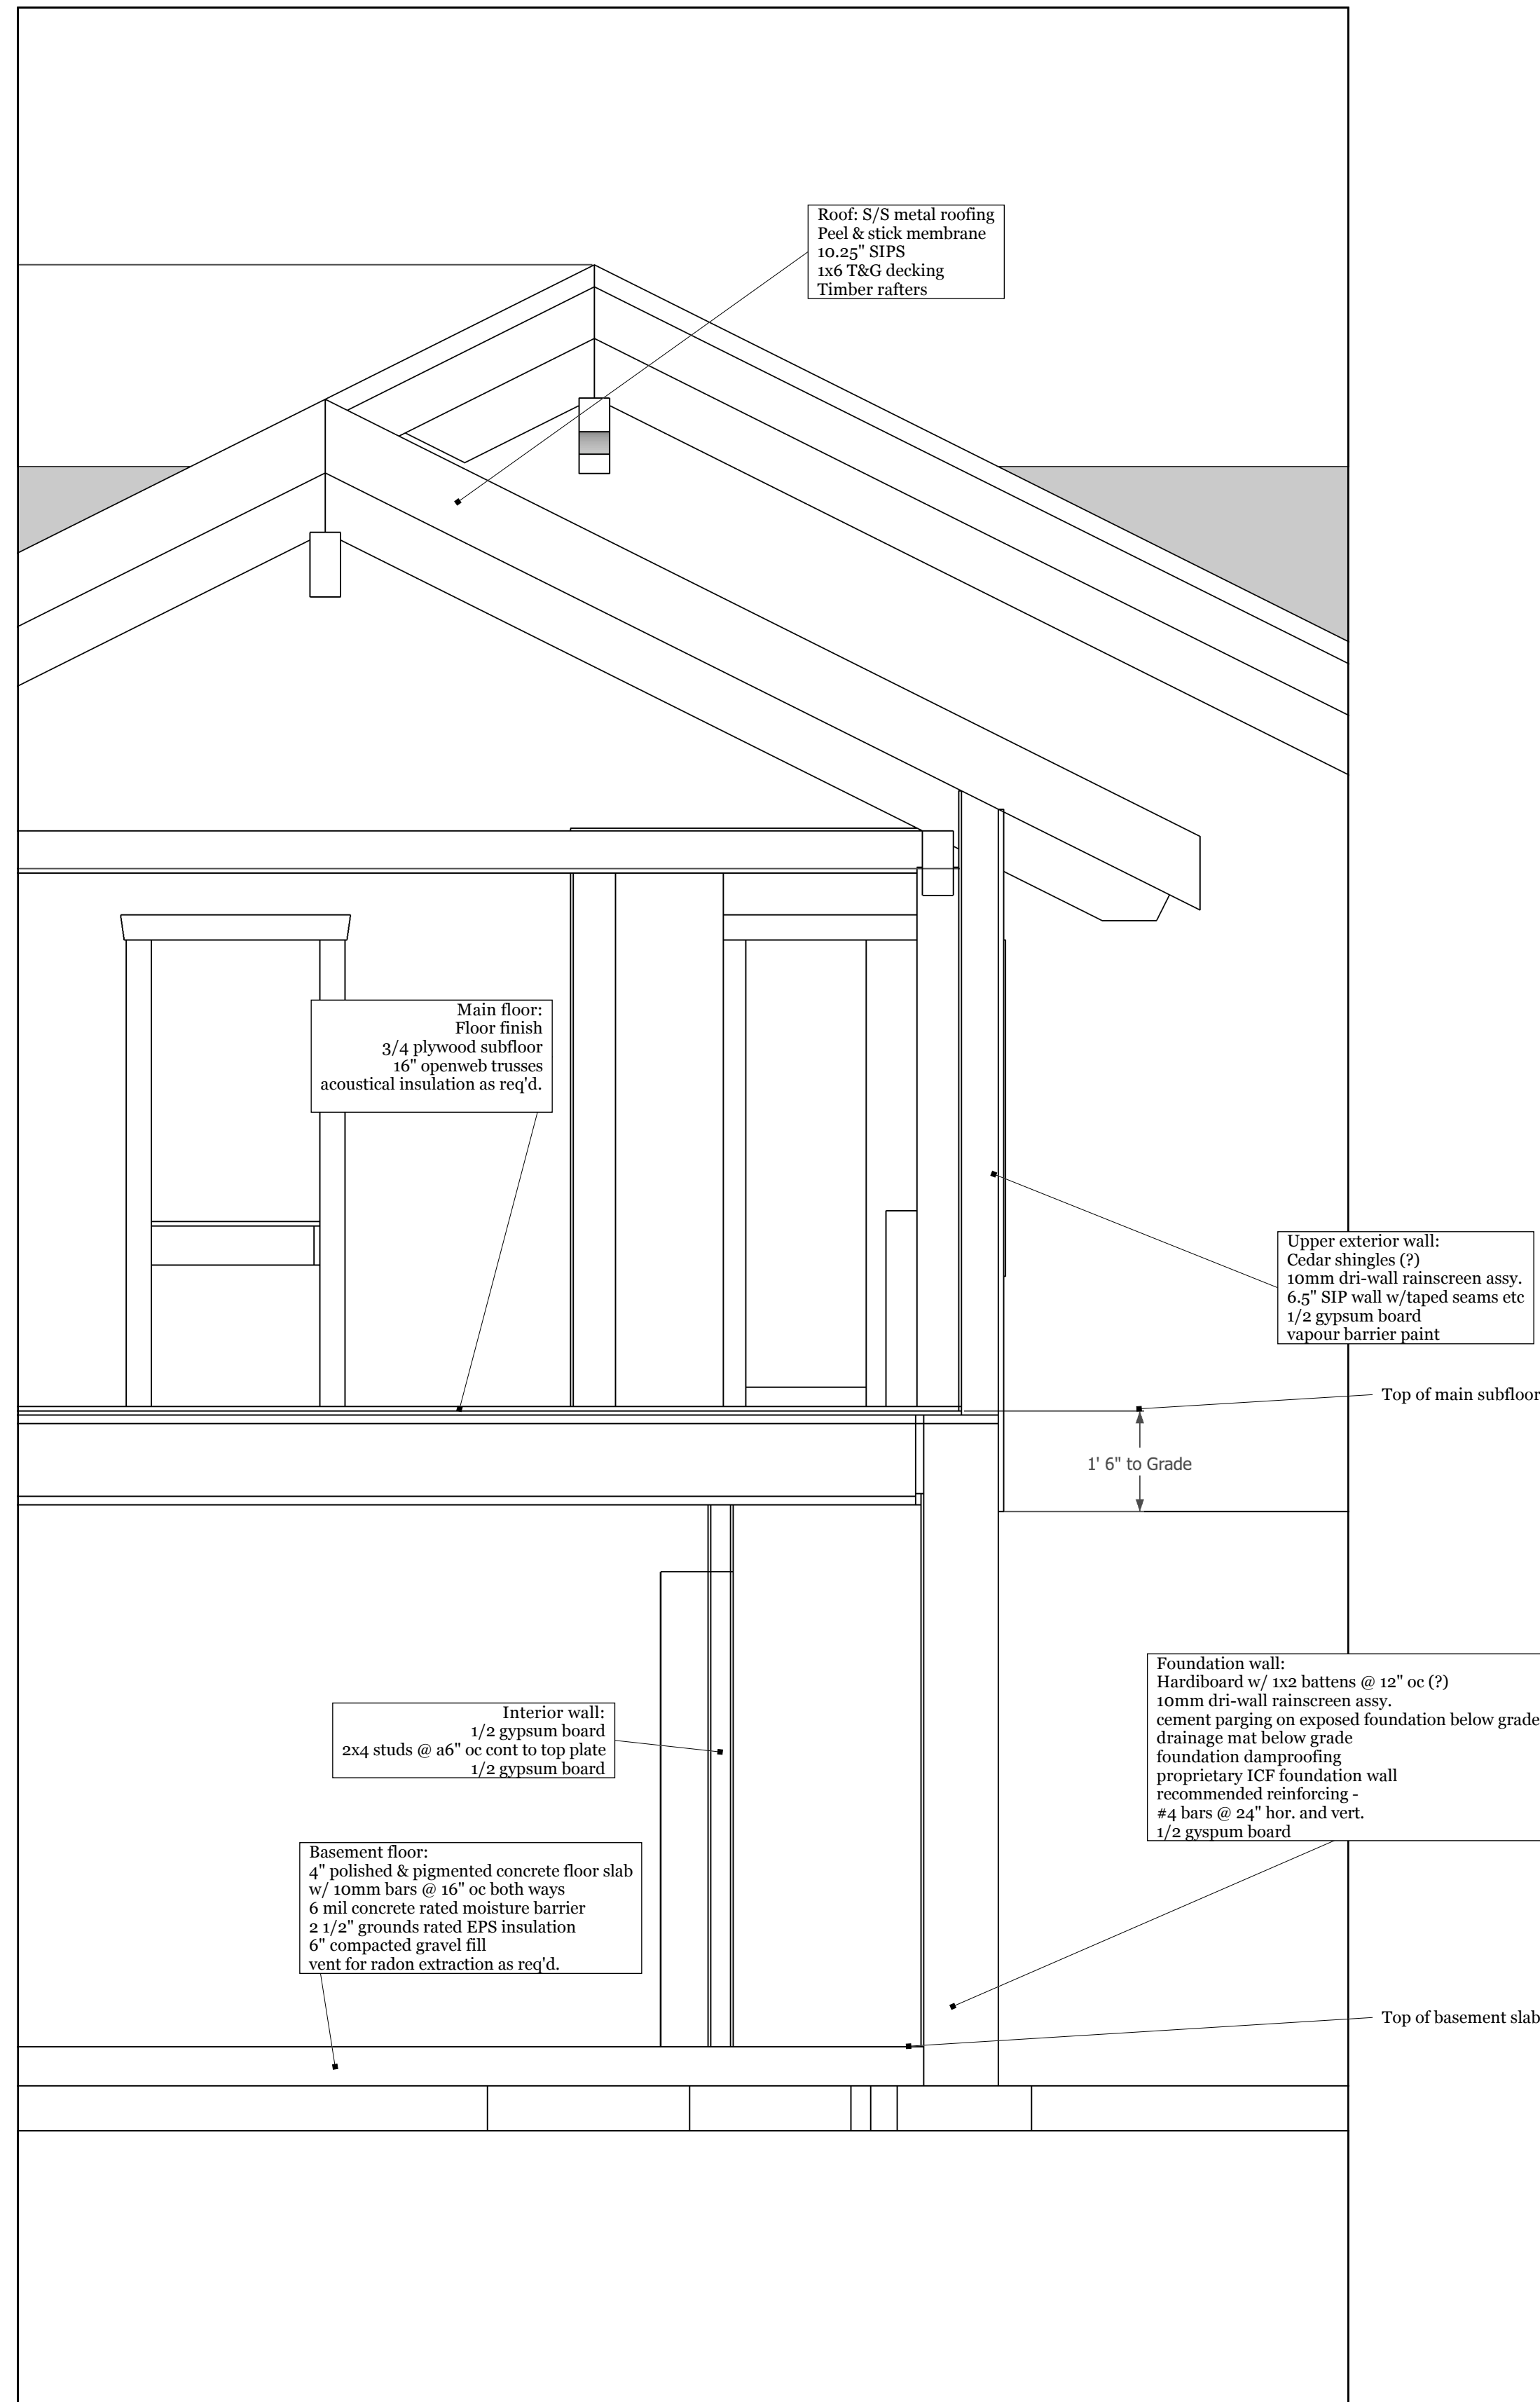 Roof: S/S metal roofing
Peel & stick membrane
10.25" SIPS
1x6 T&G decking
Timber rafters
Main floor:
Floor finish
3/4 plywood subfloor
16" openweb trusses
acoustical insulation as req'd.
Upper exterior wall:
Cedar shingles (?)
10mm dri-wall rainscreen assy.
6.5" SIP wall w/taped seams etc
1/2 gypsum board
vapour barrier paint
Top of main subfloor
1' 6" to Grade
Foundation wall:
Hardiboard w/ 1x2 battens @ 12" oc (?)
10mm dri-wall rainscreen assy.
cement parging on exposed foundation below grade
drainage mat below grade
foundation damproofing
proprietary ICF foundation wall
recommended reinforcing -
#4 bars @ 24" hor. and vert.
1/2 gyspum board
Interior wall:
1/2 gypsum board
2x4 studs @ a6" oc cont to top plate
1/2 gypsum board
Basement floor:
4" polished & pigmented concrete floor slab
w/ 10mm bars @ 16" oc both ways
6 mil concrete rated moisture barrier
2 1/2" grounds rated EPS insulation
6" compacted gravel fill
vent for radon extraction as req'd.
Top of basement slab